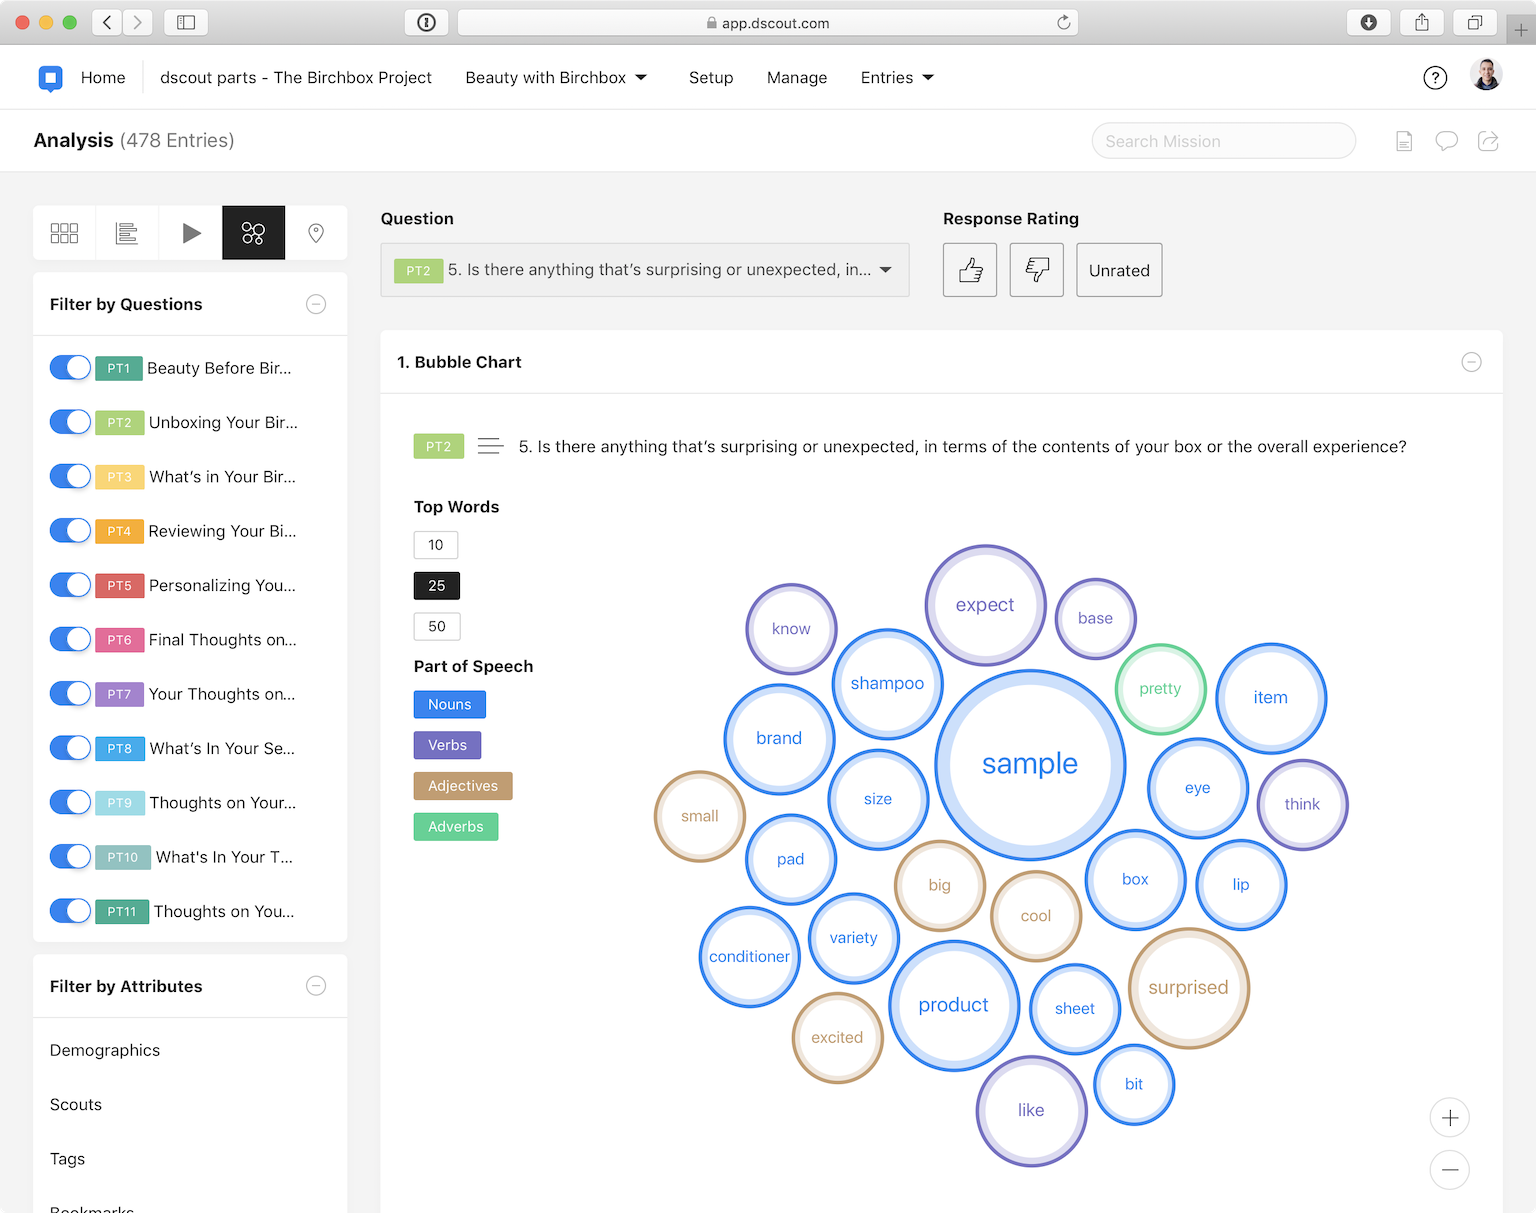 app.dscout.com
Home
dscout parts - The Birchbox Project
Beauty with Birchbox
Setup
Manage
Entries
Analysis (478 Entries)
Search Mission
Question
Response Rating
PT2 5. Is there anything that’s surprising or unexpected, in...
Unrated
Filter by Questions
PT1 Beauty Before Bir...
PT2 Unboxing Your Bir...
PT3 What’s in Your Bir...
PT4 Reviewing Your Bi...
PT5 Personalizing You...
PT6 Final Thoughts on...
PT7 Your Thoughts on...
PT8 What’s In Your Se...
PT9 Thoughts on Your...
PT10 What's In Your T...
PT11 Thoughts on You...
Filter by Attributes
Demographics
Scouts
Tags
Bookmarks
1. Bubble Chart
PT2 5. Is there anything that’s surprising or unexpected, in terms of the contents of your box or the overall experience?
Top Words
10
25
50
Part of Speech
Nouns
Verbs
Adjectives
Adverbs
expect
base
know
shampoo
pretty
item
brand
sample
size
eye
think
small
pad
big
box
lip
cool
variety
conditioner
surprised
product
sheet
excited
bit
like